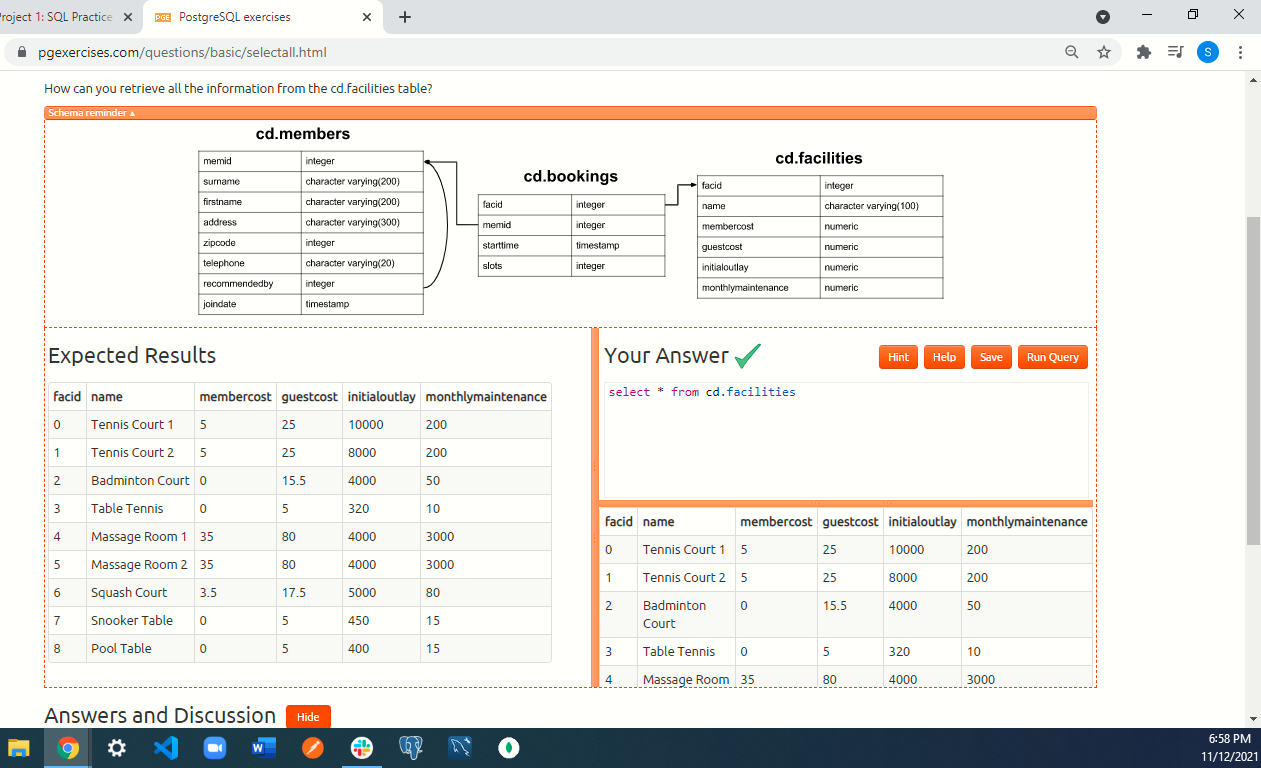 roject 1: SQL Practice
PGE PostgreSQL exercises
pgexercises.com/questions/basic/selectall.html
S
How can you retrieve all the information from the cd.facilities table?
Schema reminder ▴
cd.members
memid integer
surname character varying(200)
firstname character varying(200)
address character varying(300)
zipcode integer
telephone character varying(20)
recommendedby integer
joindate timestamp
cd.bookings
facid integer
memid integer
starttime timestamp
slots integer
cd.facilities
facid integer
name character varying(100)
membercost numeric
guestcost numeric
initialoutlay numeric
monthlymaintenance numeric
Expected Results
facid name membercost guestcost initialoutlay monthlymaintenance
0 Tennis Court 1 5 25 10000 200
1 Tennis Court 2 5 25 8000 200
2 Badminton Court 0 15.5 4000 50
3 Table Tennis 0 5 320 10
4 Massage Room 1 35 80 4000 3000
5 Massage Room 2 35 80 4000 3000
6 Squash Court 3.5 17.5 5000 80
7 Snooker Table 0 5 450 15
8 Pool Table 0 5 400 15
Your Answer
Hint Help Save Run Query
select * from cd.facilities
facid name membercost guestcost initialoutlay monthlymaintenance
0 Tennis Court 1 5 25 10000 200
1 Tennis Court 2 5 25 8000 200
2 Badminton Court 0 15.5 4000 50
3 Table Tennis 0 5 320 10
4 Massage Room 35 80 4000 3000
Answers and Discussion Hide
6:58 PM
11/12/2021